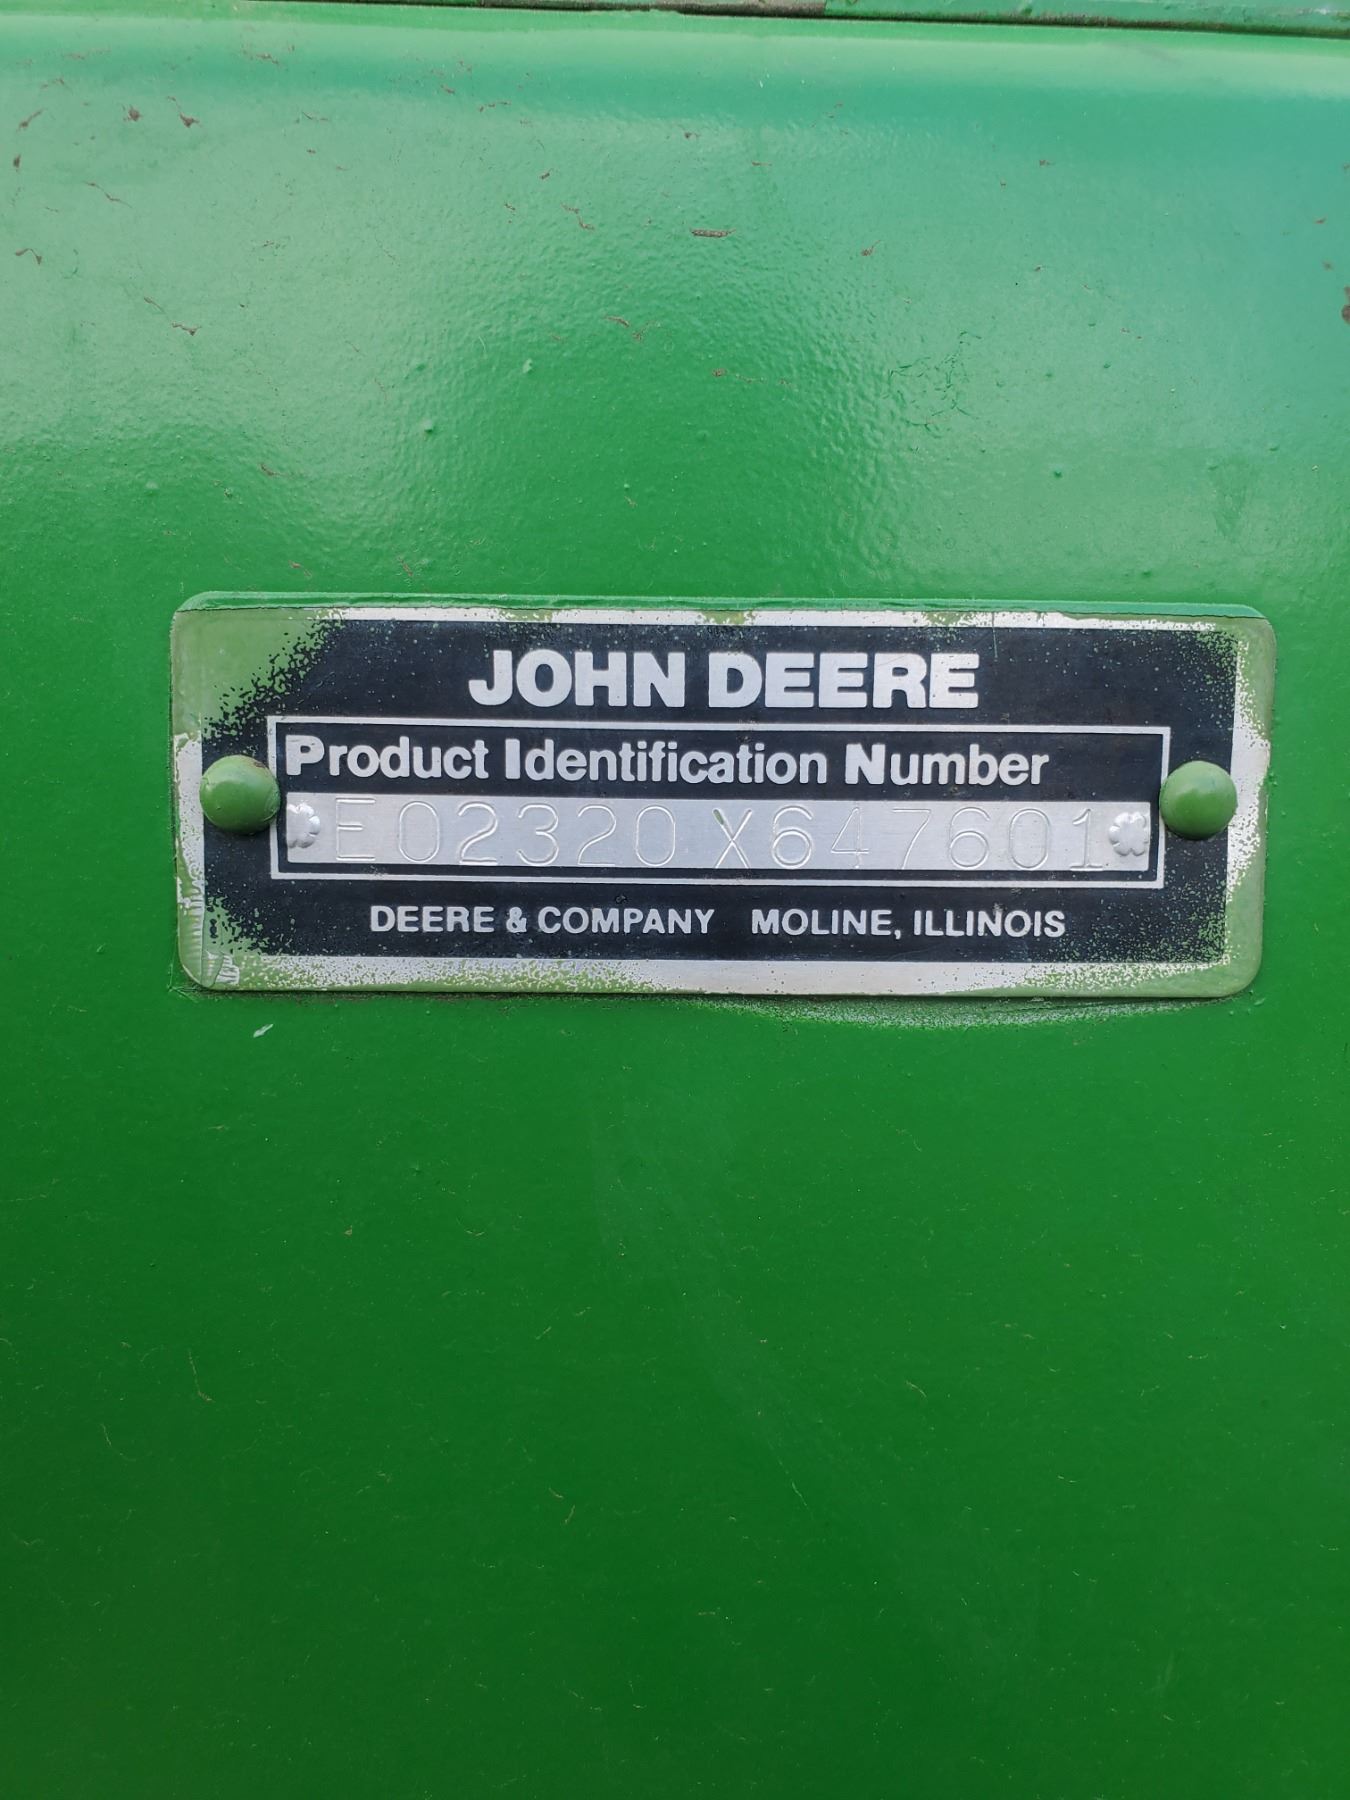 JOHN DEERE
Product Identification Number
E02320X647601
DEERE & COMPANY MOLINE, ILLINOIS